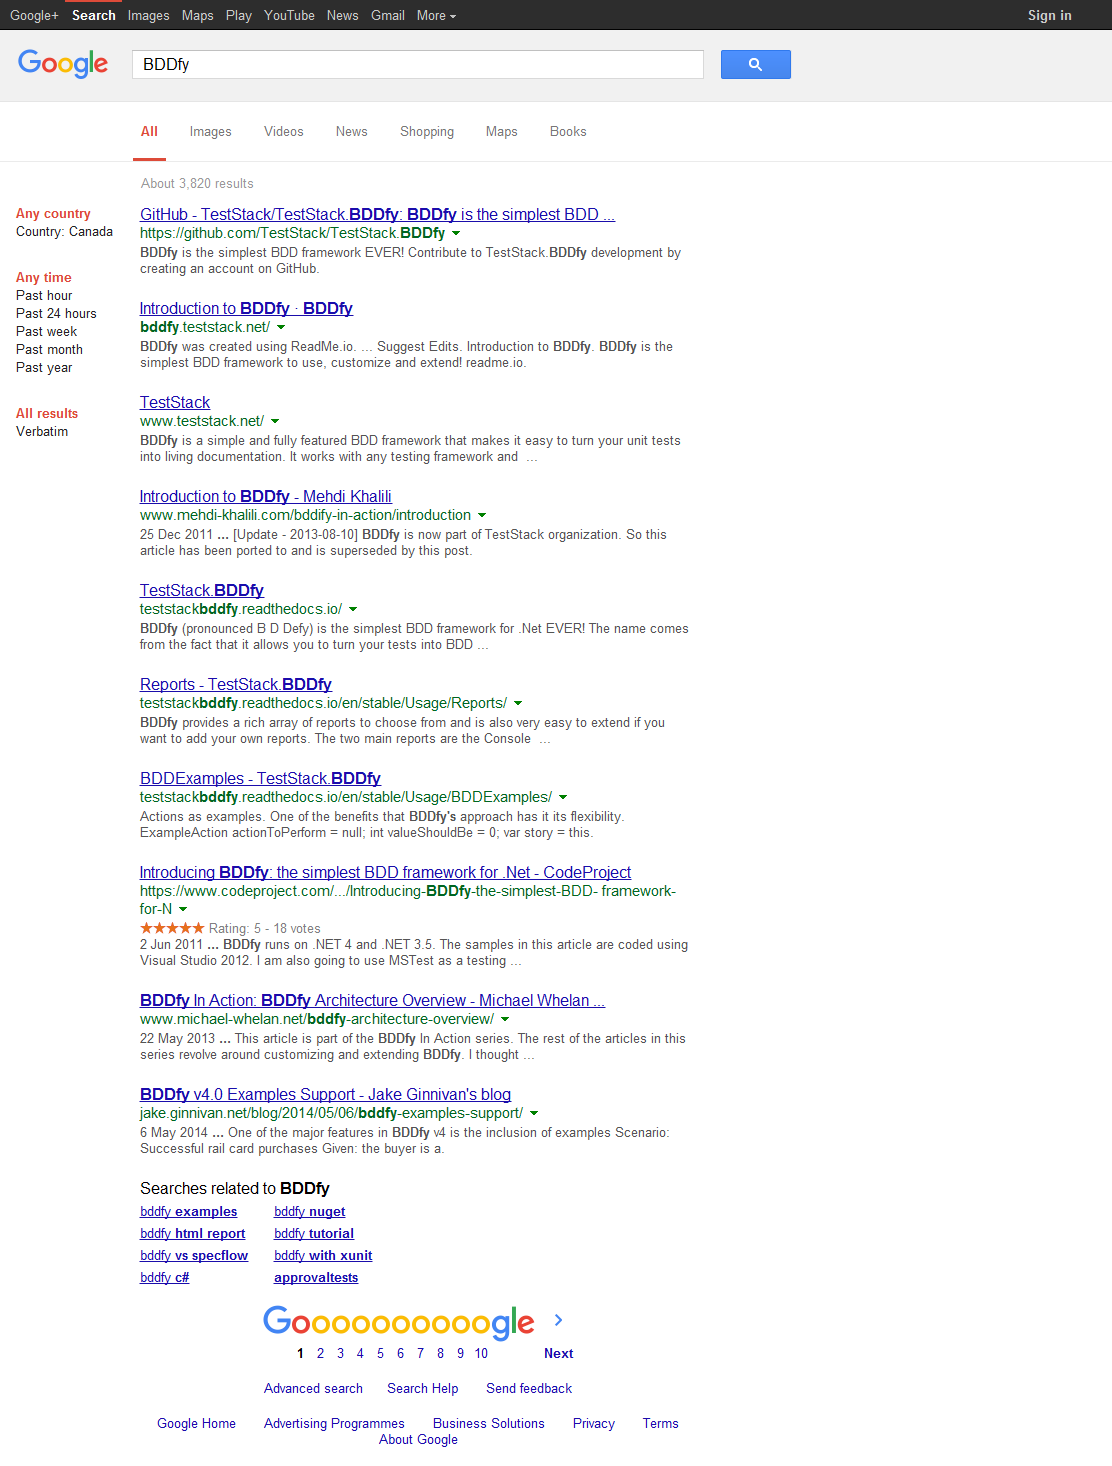 Google+ Search Images Maps Play YouTube News Gmail More Sign in
Google BDDfy
All Images Videos News Shopping Maps Books
About 3,820 results
Any country
Country: Canada
Any time
Past hour
Past 24 hours
Past week
Past month
Past year
All results
Verbatim
GitHub - TestStack/TestStack.BDDfy: BDDfy is the simplest BDD ...
https://github.com/TestStack/TestStack.BDDfy
BDDfy is the simplest BDD framework EVER! Contribute to TestStack.BDDfy development by
creating an account on GitHub.
Introduction to BDDfy · BDDfy
bddfy.teststack.net/
BDDfy was created using ReadMe.io. ... Suggest Edits. Introduction to BDDfy. BDDfy is the
simplest BDD framework to use, customize and extend! readme.io.
TestStack
www.teststack.net/
BDDfy is a simple and fully featured BDD framework that makes it easy to turn your unit tests
into living documentation. It works with any testing framework and ...
Introduction to BDDfy - Mehdi Khalili
www.mehdi-khalili.com/bddify-in-action/introduction
25 Dec 2011 ... [Update - 2013-08-10] BDDfy is now part of TestStack organization. So this
article has been ported to and is superseded by this post.
TestStack.BDDfy
teststackbddfy.readthedocs.io/
BDDfy (pronounced B D Defy) is the simplest BDD framework for .Net EVER! The name comes
from the fact that it allows you to turn your tests into BDD ...
Reports - TestStack.BDDfy
teststackbddfy.readthedocs.io/en/stable/Usage/Reports/
BDDfy provides a rich array of reports to choose from and is also very easy to extend if you
want to add your own reports. The two main reports are the Console ...
BDDExamples - TestStack.BDDfy
teststackbddfy.readthedocs.io/en/stable/Usage/BDDExamples/
Actions as examples. One of the benefits that BDDfy's approach has it its flexibility.
ExampleAction actionToPerform = null; int valueShouldBe = 0; var story = this.
Introducing BDDfy: the simplest BDD framework for .Net - CodeProject
https://www.codeproject.com/.../Introducing-BDDfy-the-simplest-BDD- framework-
for-N
Rating: 5 - 18 votes
2 Jun 2011 ... BDDfy runs on .NET 4 and .NET 3.5. The samples in this article are coded using
Visual Studio 2012. I am also going to use MSTest as a testing ...
BDDfy In Action: BDDfy Architecture Overview - Michael Whelan ...
www.michael-whelan.net/bddfy-architecture-overview/
22 May 2013 ... This article is part of the BDDfy In Action series. The rest of the articles in this
series revolve around customizing and extending BDDfy. I thought ...
BDDfy v4.0 Examples Support - Jake Ginnivan's blog
jake.ginnivan.net/blog/2014/05/06/bddfy-examples-support/
6 May 2014 ... One of the major features in BDDfy v4 is the inclusion of examples Scenario:
Successful rail card purchases Given: the buyer is a.
Searches related to BDDfy
bddfy examples bddfy nuget
bddfy html report bddfy tutorial
bddfy vs specflow bddfy with xunit
bddfy c# approvaltests
Goooooooooogle
1 2 3 4 5 6 7 8 9 10 Next
Advanced search Search Help Send feedback
Google Home Advertising Programmes Business Solutions Privacy Terms
About Google